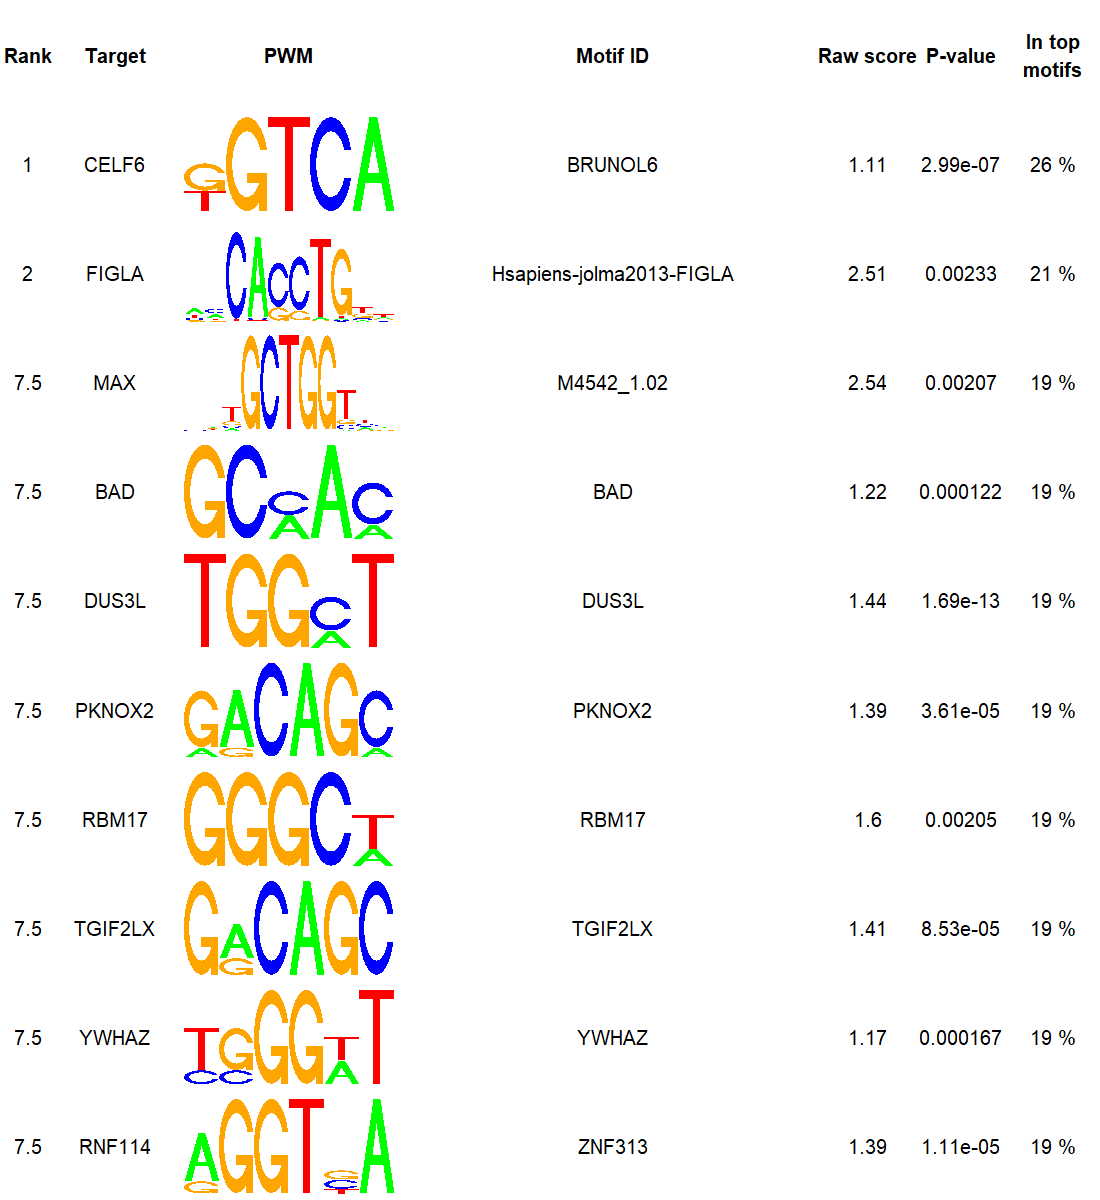 Rank Target PWM Motif ID Raw score P-value In top motifs
1 CELF6 GTGTCA BRUNOL6 1.11 2.99e-07 26 %
2 FIGLA CACCTG Hsapiens-jolma2013-FIGLA 2.51 0.00233 21 %
7.5 MAX TGCTGGT M4542_1.02 2.54 0.00207 19 %
7.5 BAD GCCAAC A BAD 1.22 0.000122 19 %
7.5 DUS3L TGGCAT DUS3L 1.44 1.69e-13 19 %
7.5 PKNOX2 GACAGC PKNOX2 1.39 3.61e-05 19 %
7.5 RBM17 GGGCTA RBM17 1.6 0.00205 19 %
7.5 TGIF2LX GACAGC TGIF2LX 1.41 8.53e-05 19 %
7.5 YWHAZ TGGGTT YWHAZ 1.17 0.000167 19 %
7.5 RNF114 AGGTGA ZNF313 1.39 1.11e-05 19 %